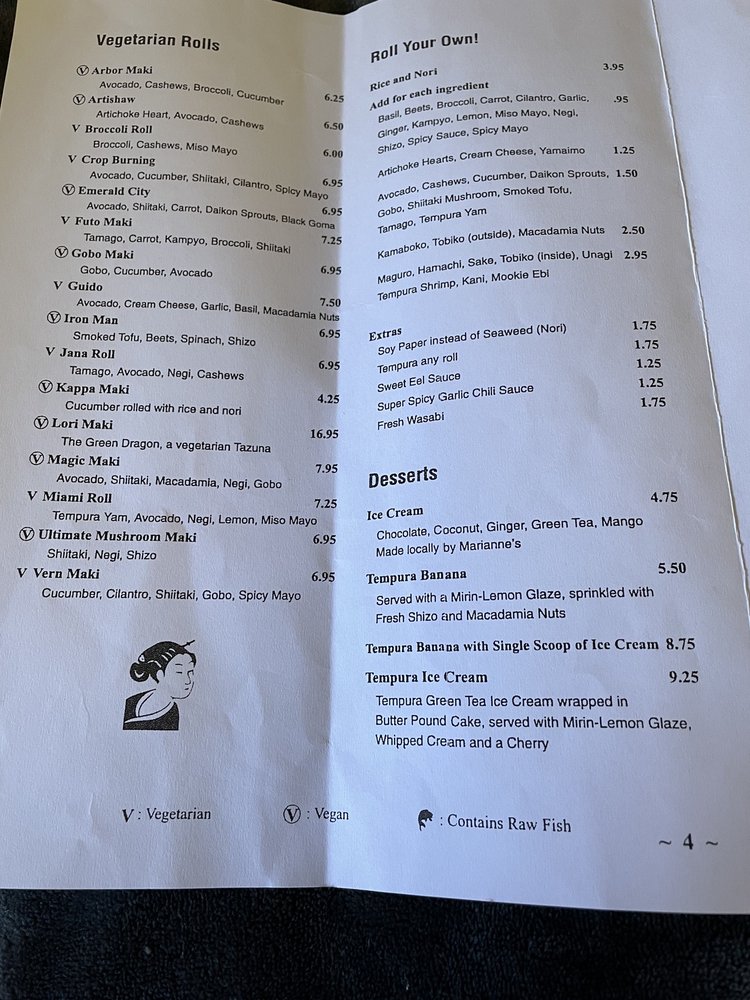 Vegetarian Rolls
Ⓥ Arbor Maki
Avocado, Cashews, Broccoli, Cucumber 6.25
Ⓥ Artishaw
Artichoke Heart, Avocado, Cashews 6.50
V Broccoli Roll
Broccoli, Cashews, Miso Mayo 6.00
V Crop Burning
Avocado, Cucumber, Shiitaki, Cilantro, Spicy Mayo 6.95
Ⓥ Emerald City
Avocado, Shiitaki, Carrot, Daikon Sprouts, Black Goma 6.95
V Futo Maki
Tamago, Carrot, Kampyo, Broccoli, Shiitaki 7.25
Ⓥ Gobo Maki
Gobo, Cucumber, Avocado 6.95
V Guido
Avocado, Cream Cheese, Garlic, Basil, Macadamia Nuts 7.50
Ⓥ Iron Man
Smoked Tofu, Beets, Spinach, Shizo 6.95
V Jana Roll
Tamago, Avocado, Negi, Cashews 6.95
Ⓥ Kappa Maki
Cucumber rolled with rice and nori 4.25
Ⓥ Lori Maki
The Green Dragon, a vegetarian Tazuna 16.95
Ⓥ Magic Maki
Avocado, Shiitaki, Macadamia, Negi, Gobo 7.95
V Miami Roll
Tempura Yam, Avocado, Negi, Lemon, Miso Mayo 7.25
Ⓥ Ultimate Mushroom Maki 6.95
Shiitaki, Negi, Shizo
V Vern Maki 6.95
Cucumber, Cilantro, Shiitaki, Gobo, Spicy Mayo
V : Vegetarian
Ⓥ : Vegan
Roll Your Own!
Rice and Nori 3.95
Add for each ingredient
Basil, Beets, Broccoli, Carrot, Cilantro, Garlic, .95
Ginger, Kampyo, Lemon, Miso Mayo, Negi,
Shizo, Spicy Sauce, Spicy Mayo
Artichoke Hearts, Cream Cheese, Yamaimo 1.25
Avocado, Cashews, Cucumber, Daikon Sprouts, 1.50
Gobo, Shiitaki Mushroom, Smoked Tofu,
Tamago, Tempura Yam
Kamaboko, Tobiko (outside), Macadamia Nuts 2.50
Maguro, Hamachi, Sake, Tobiko (inside), Unagi 2.95
Tempura Shrimp, Kani, Mookie Ebi
Extras
Soy Paper instead of Seaweed (Nori) 1.75
Tempura any roll 1.75
Sweet Eel Sauce 1.25
Super Spicy Garlic Chili Sauce 1.25
Fresh Wasabi 1.75
Desserts
Ice Cream 4.75
Chocolate, Coconut, Ginger, Green Tea, Mango
Made locally by Marianne's
Tempura Banana 5.50
Served with a Mirin-Lemon Glaze, sprinkled with
Fresh Shizo and Macadamia Nuts
Tempura Banana with Single Scoop of Ice Cream 8.75
Tempura Ice Cream 9.25
Tempura Green Tea Ice Cream wrapped in
Butter Pound Cake, served with Mirin-Lemon Glaze,
Whipped Cream and a Cherry
: Contains Raw Fish
~ 4 ~